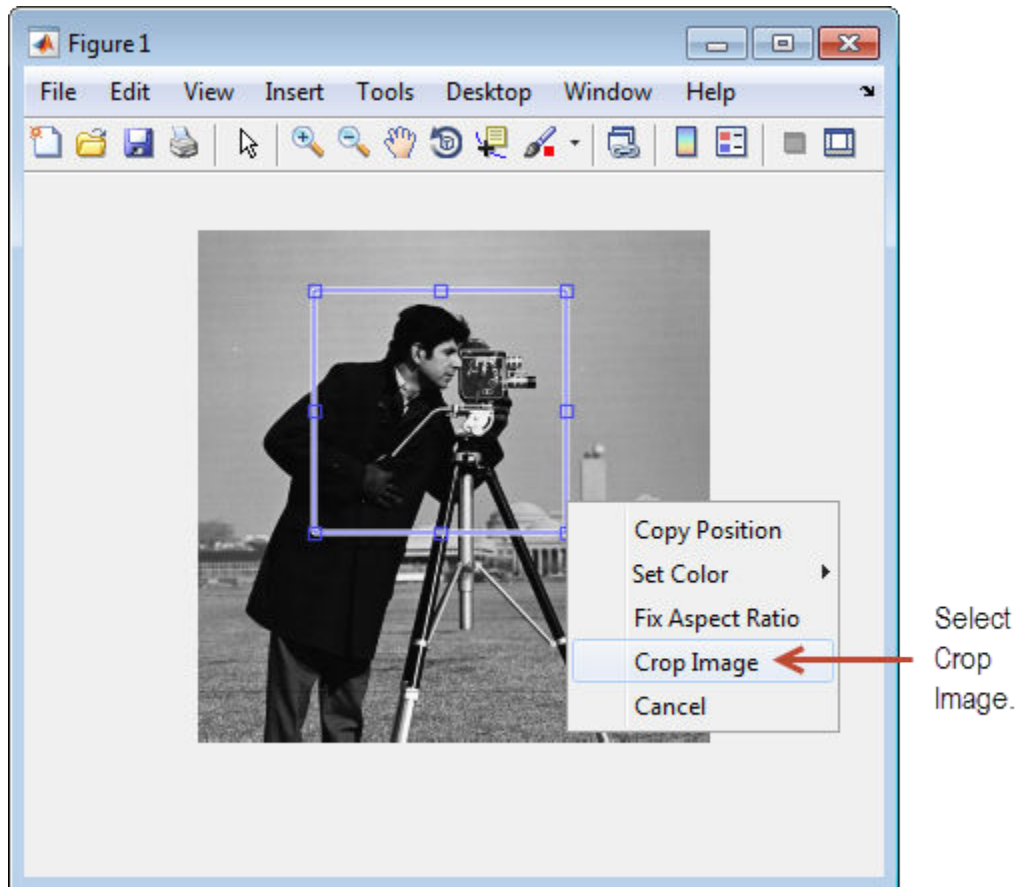 Figure 1
File Edit View Insert Tools Desktop Window Help
Copy Position
Set Color
Fix Aspect Ratio
Crop Image
Cancel
Select
Crop
Image.